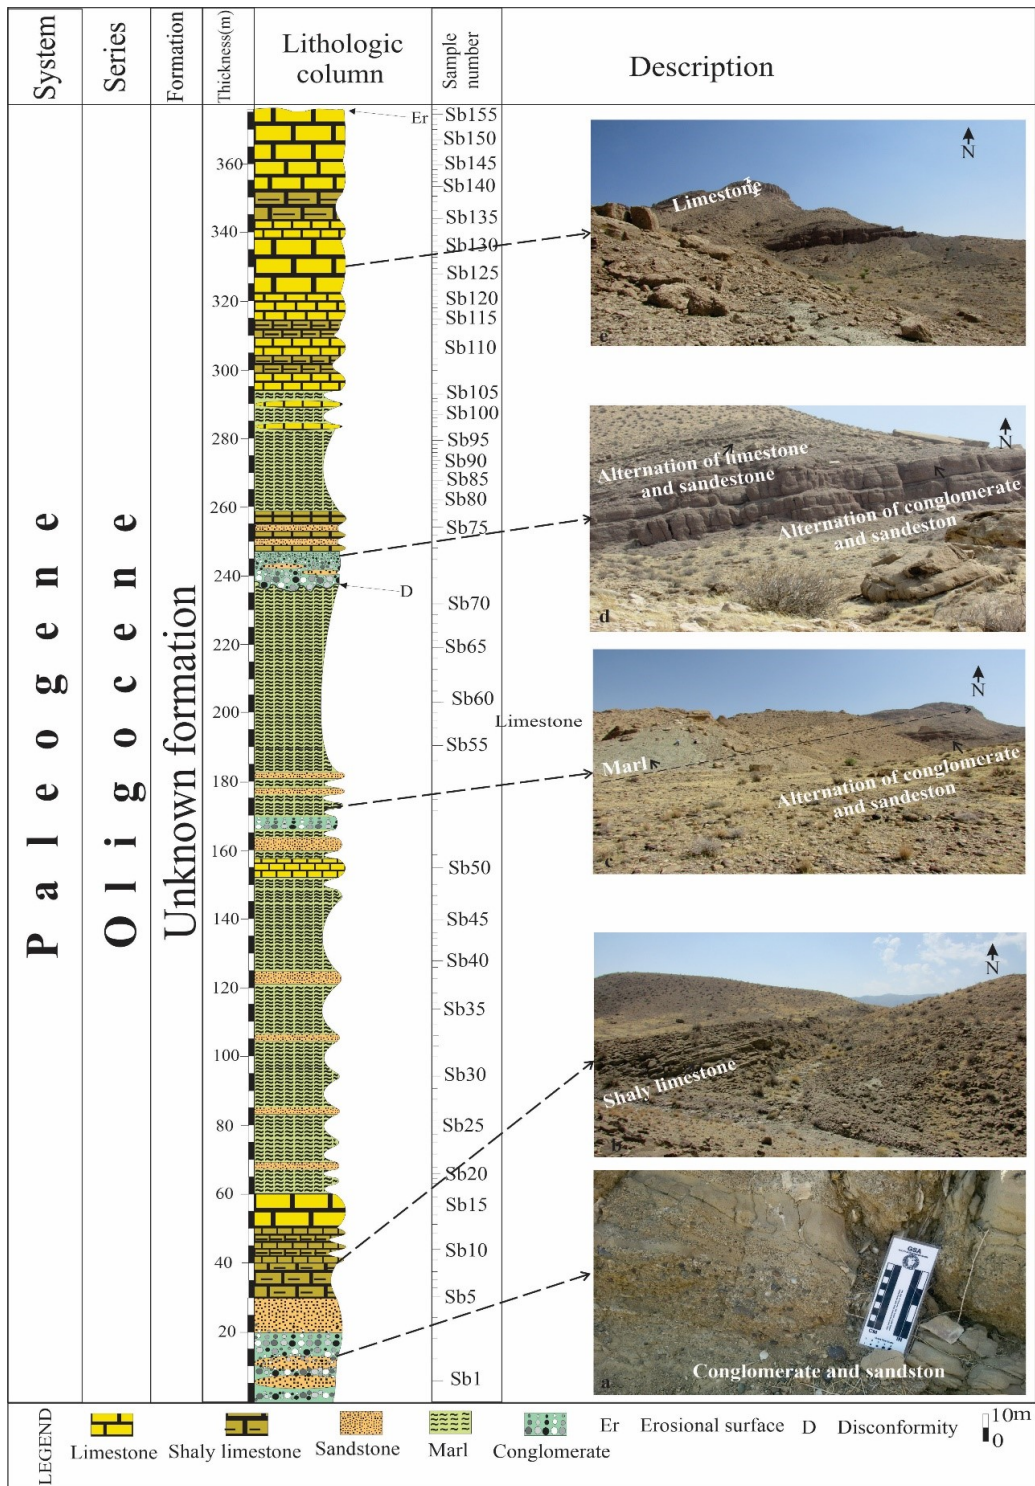 System
Series
Formation
Thickness(m)
Lithologic
column
Sample
number
Description
Paleogene
Oligocene
Unknown formation
360
340
320
300
280
260
240
220
200
180
160
140
120
100
80
60
40
20
Er
D
Sb155
Sb150
Sb145
Sb140
Sb135
Sb130
Sb125
Sb120
Sb115
Sb110
Sb105
Sb100
Sb95
Sb90
Sb85
Sb80
Sb75
Sb70
Sb65
Sb60
Sb55
Sb50
Sb45
Sb40
Sb35
Sb30
Sb25
Sb20
Sb15
Sb10
Sb5
Sb1
N
Limestone
e
N
Alternation of limestone
and sandestone
Alternation of conglomerate
and sandeston
d
Limestone
N
Marl
Alternation of conglomerate
and sandeston
c
N
Shaly limestone
b
GSA
CM
IN
Conglomerate and sandston
a
LEGEND
Limestone
Shaly limestone
Sandstone
Marl
Conglomerate
Er Erosional surface
D Disconformity
10m
0